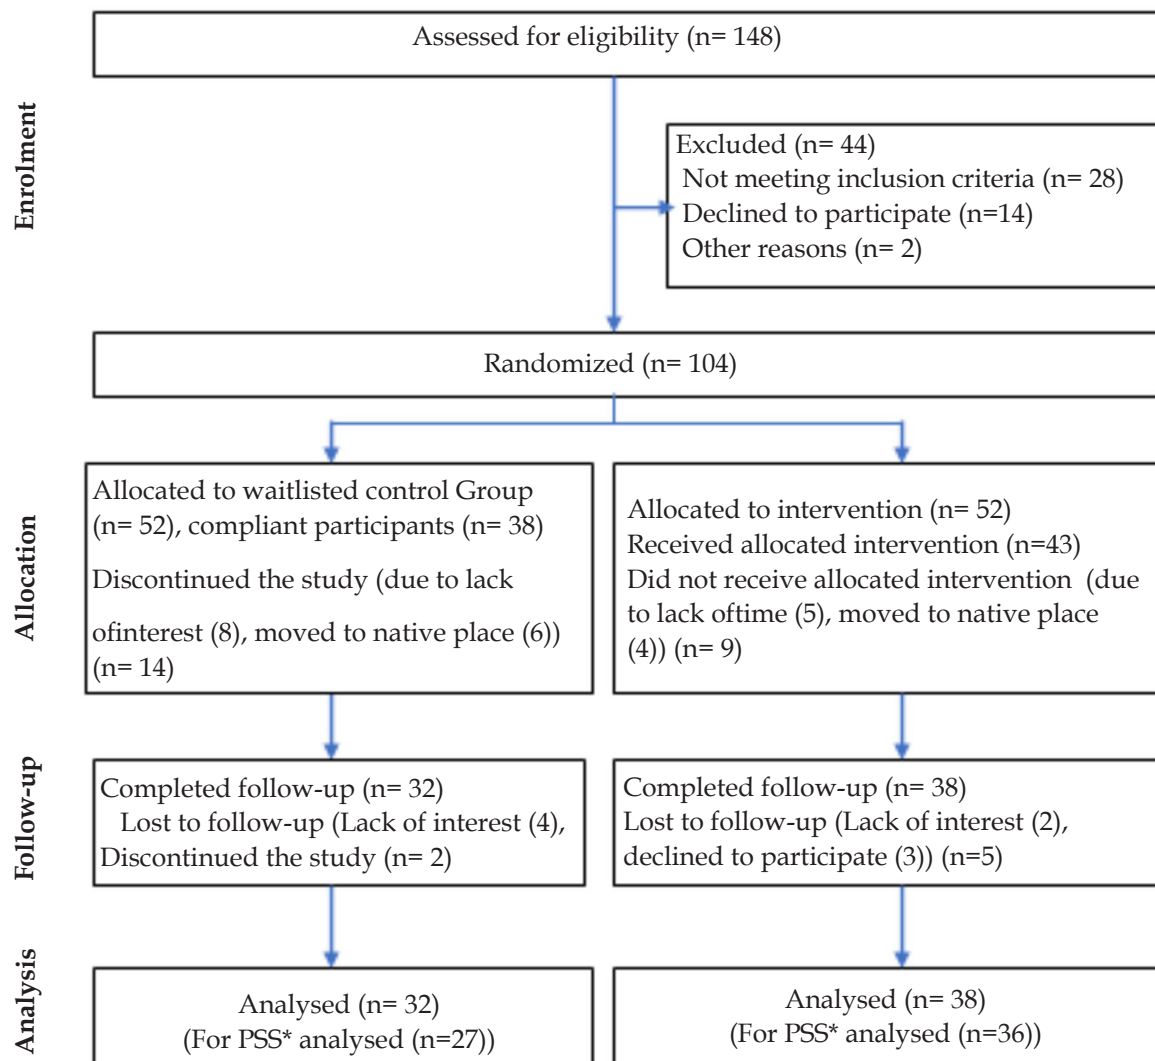 Enrolment
Assessed for eligibility (n= 148)
Excluded (n= 44)
Not meeting inclusion criteria (n= 28)
Declined to participate (n=14)
Other reasons (n= 2)
Randomized (n= 104)
Allocation
Allocated to waitlisted control Group
(n= 52), compliant participants (n= 38)
Discontinued the study (due to lack
ofinterest (8), moved to native place (6))
(n= 14)
Allocated to intervention (n= 52)
Received allocated intervention (n=43)
Did not receive allocated intervention (due
to lack oftime (5), moved to native place
(4)) (n= 9)
Follow-up
Completed follow-up (n= 32)
Lost to follow-up (Lack of interest (4),
Discontinued the study (n= 2)
Completed follow-up (n= 38)
Lost to follow-up (Lack of interest (2),
declined to participate (3)) (n=5)
Analysis
Analysed (n= 32)
(For PSS* analysed (n=27))
Analysed (n= 38)
(For PSS* analysed (n=36))